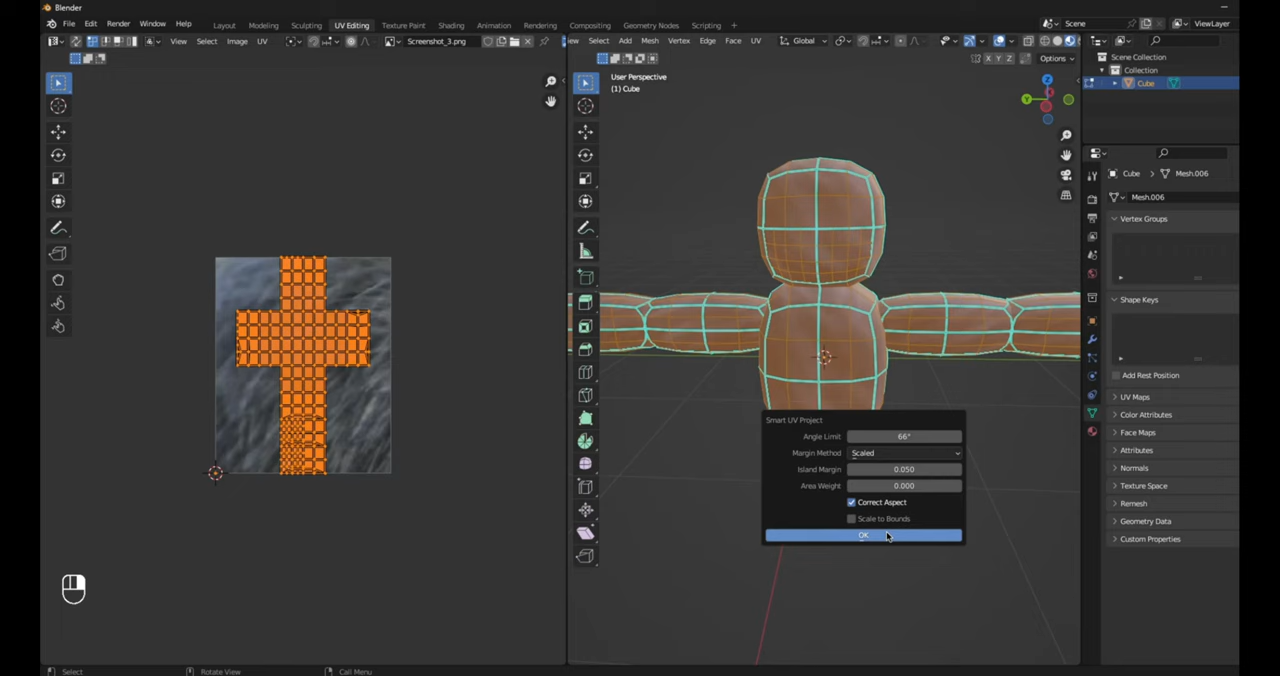 Blender
File Edit Render Window Help Layout Modeling Sculpting UV Editing Texture Paint Shading Animation Rendering Compositing Geometry Nodes Scripting + Scene ViewLayer
View Select Image UV Screenshot_3.png Select Add Mesh Vertex Edge Face UV Global
X Y Z Options
Scene Collection
Collection
Cube
User Perspective
(1) Cube
Z
Y
Cube Mesh.006
Mesh.006
Vertex Groups
Shape Keys
Add Rest Position
UV Maps
Color Attributes
Face Maps
Attributes
Normals
Texture Space
Remesh
Geometry Data
Custom Properties
Smart UV Project
Angle Limit 66°
Margin Method Scaled
Island Margin 0.050
Area Weight 0.000
Correct Aspect
Scale to Bounds
OK
Select Rotate View Call Menu